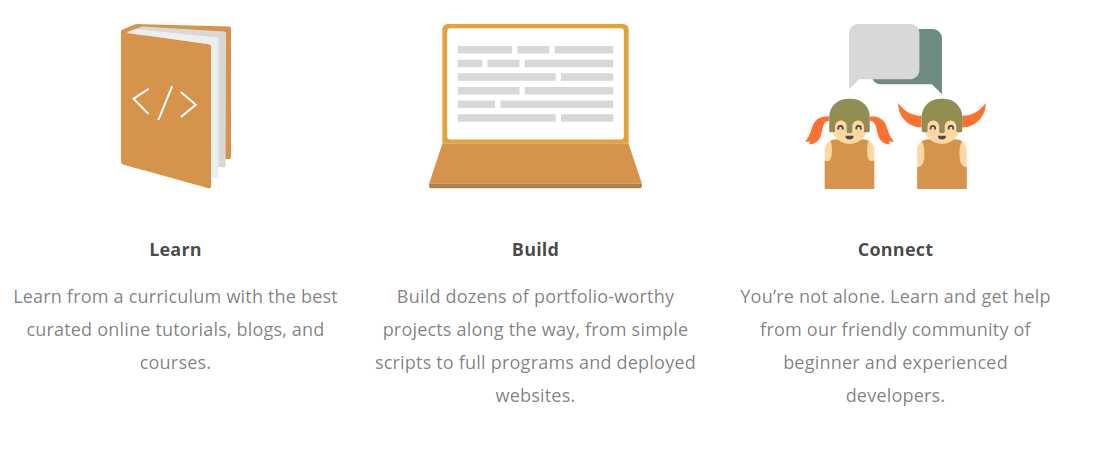 </>
Learn
Learn from a curriculum with the best
curated online tutorials, blogs, and
courses.
Build
Build dozens of portfolio-worthy
projects along the way, from simple
scripts to full programs and deployed
websites.
Connect
You’re not alone. Learn and get help
from our friendly community of
beginner and experienced
developers.